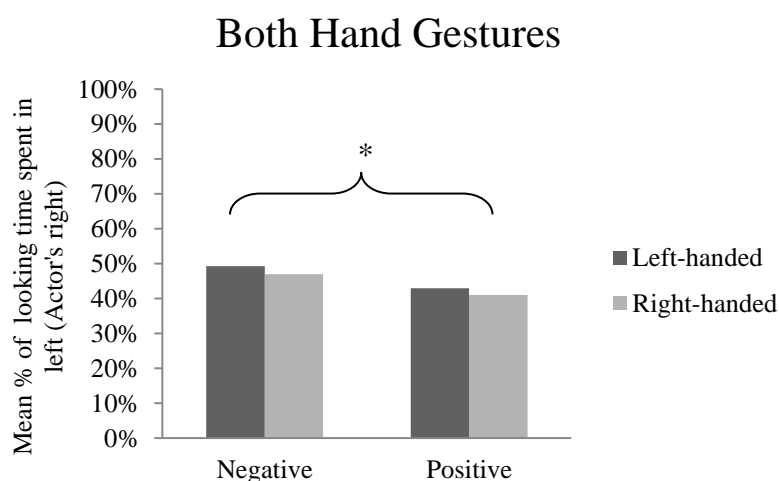 Both Hand Gestures
Mean % of looking time spent in
left (Actor's right)
100%
90%
80%
70%
60%
50%
40%
30%
20%
10%
0%
*
Negative
Positive
Left-handed
Right-handed